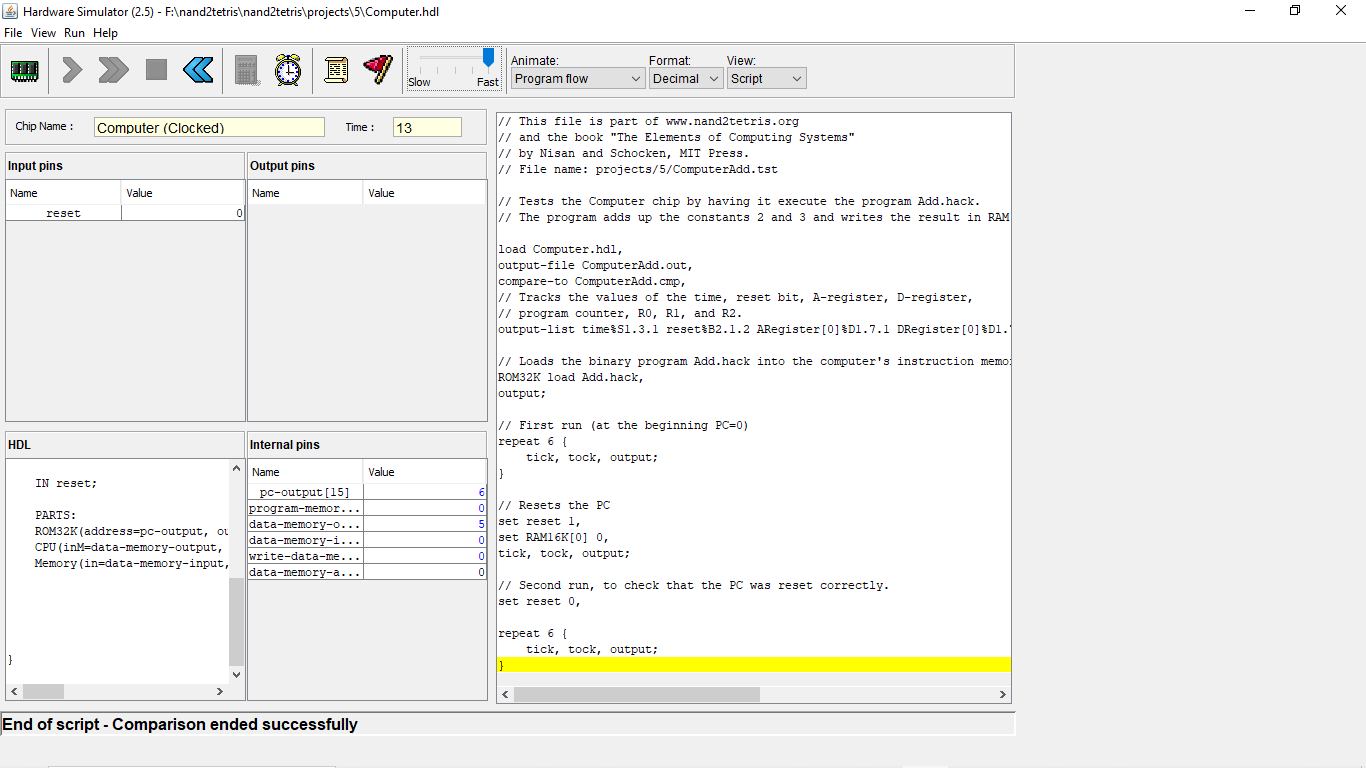 Hardware Simulator (2.5) - F:\nand2tetris\nand2tetris\projects\5\Computer.hdl
File View Run Help
Slow Fast
Animate: Format: View:
Program flow Decimal Script
Chip Name : Computer (Clocked) Time : 13
Input pins
Name Value
reset 0
Output pins
Name Value
HDL
IN reset;
PARTS:
ROM32K(address=pc-output, ou
CPU(inM=data-memory-output,
Memory(in=data-memory-input,
}
Internal pins
Name Value
pc-output[15] 6
program-memor... 0
data-memory-o... 5
data-memory-i... 0
write-data-me... 0
data-memory-a... 0
// This file is part of www.nand2tetris.org
// and the book "The Elements of Computing Systems"
// by Nisan and Schocken, MIT Press.
// File name: projects/5/ComputerAdd.tst
// Tests the Computer chip by having it execute the program Add.hack.
// The program adds up the constants 2 and 3 and writes the result in RAM
load Computer.hdl,
output-file ComputerAdd.out,
compare-to ComputerAdd.cmp,
// Tracks the values of the time, reset bit, A-register, D-register,
// program counter, R0, R1, and R2.
output-list time%S1.3.1 reset%B2.1.2 ARegister[0]%D1.7.1 DRegister[0]%D1.
// Loads the binary program Add.hack into the computer's instruction memo
ROM32K load Add.hack,
output;
// First run (at the beginning PC=0)
repeat 6 {
tick, tock, output;
}
// Resets the PC
set reset 1,
set RAM16K[0] 0,
tick, tock, output;
// Second run, to check that the PC was reset correctly.
set reset 0,
repeat 6 {
tick, tock, output;
}
End of script - Comparison ended successfully